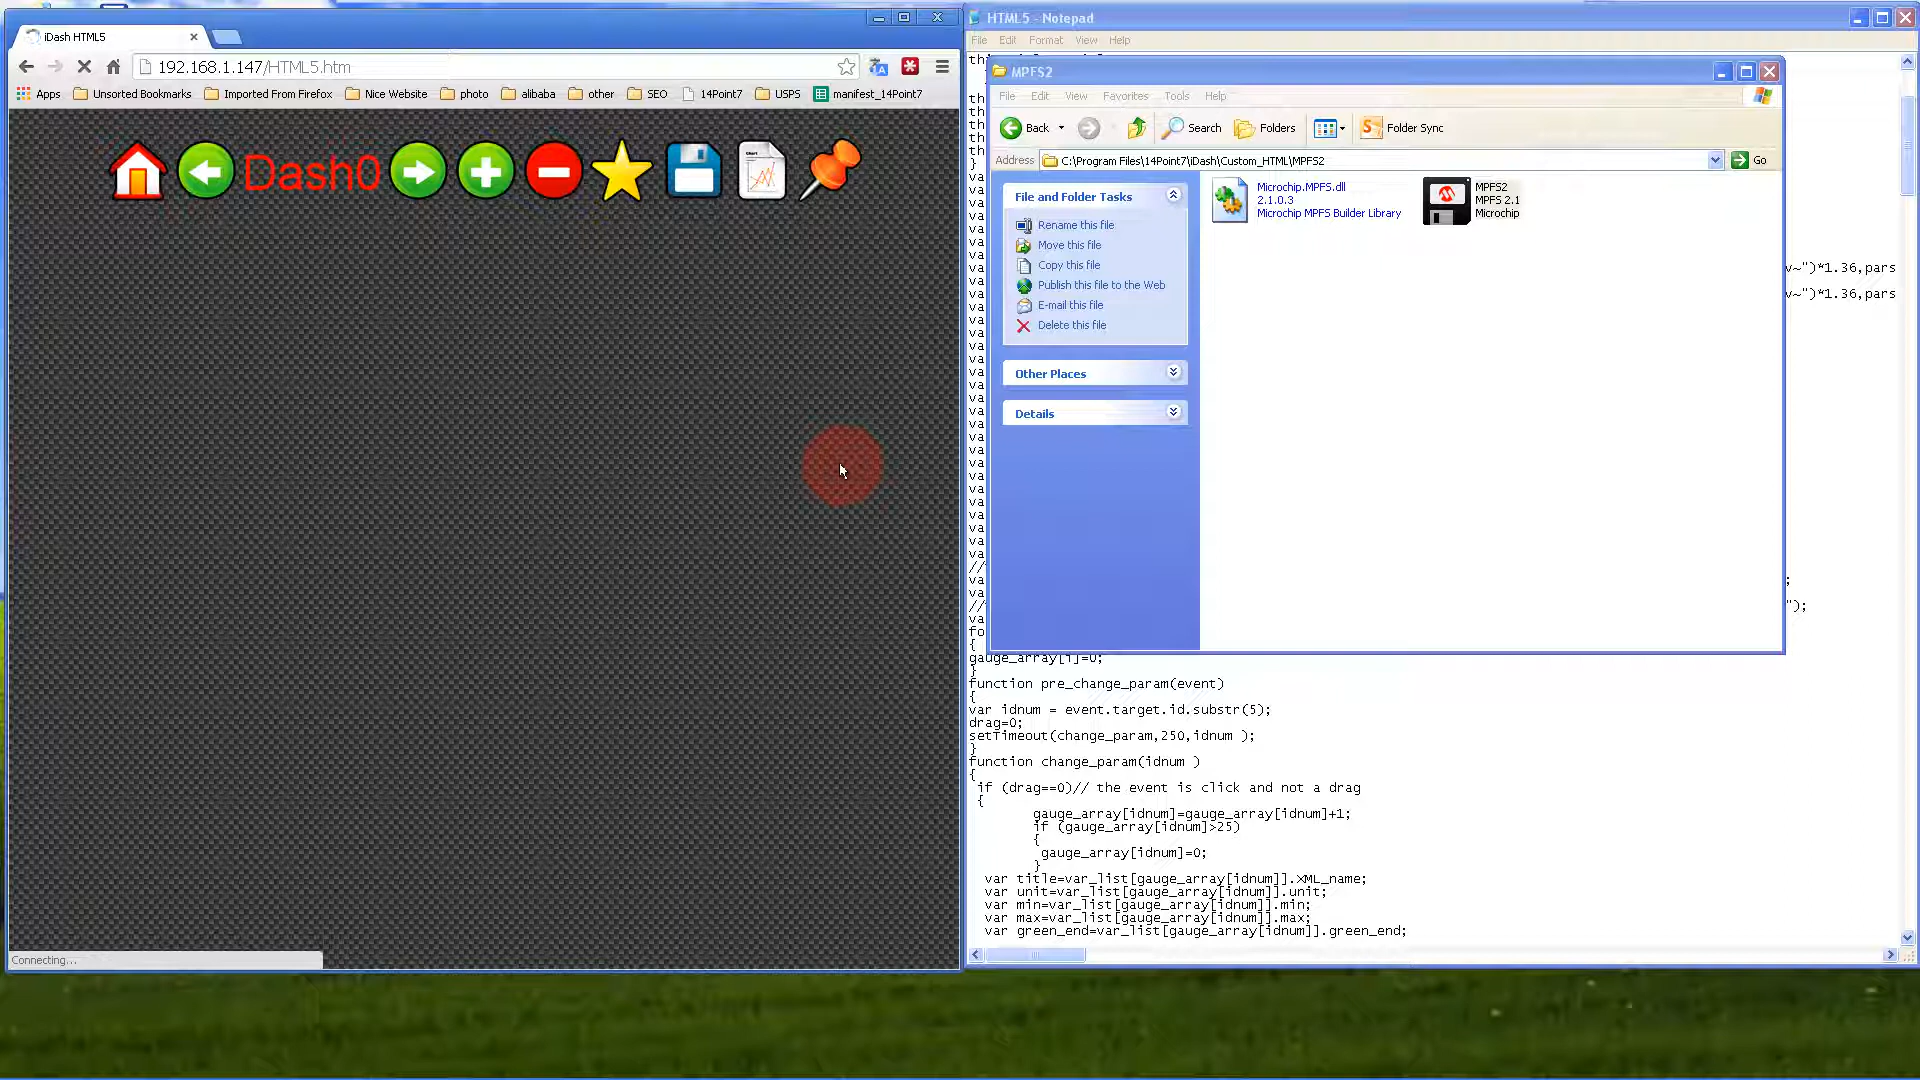 iDash HTML5
192.168.1.147/HTML5.htm
Apps Unsorted Bookmarks Imported From Firefox Nice Website photo alibaba other SEO 14Point7 USPS manifest_14Point7
Dash0
Connecting...
HTML5 - Notepad
File Edit Format View Help
MPFS2
File Edit View Favorites Tools Help
Back Search Folders Folder Sync
Address C:\Program Files\14Point7\iDash\Custom_HTML\MPFS2 Go
File and Folder Tasks
Rename this file
Move this file
Copy this file
Publish this file to the Web
E-mail this file
Delete this file
Other Places
Details
Microchip.MPFS.dll
2.1.0.3
Microchip MPFS Builder Library
MPFS2
MPFS 2.1
Microchip
v~")*1.36,pars
v~")*1.36,pars
");
{
gauge_array[i]=0;
}
function pre_change_param(event)
{
var idnum = event.target.id.substr(5);
drag=0;
setTimeout(change_param,250,idnum );
}
function change_param(idnum )
{
if (drag==0)// the event is click and not a drag
{
gauge_array[idnum]=gauge_array[idnum]+1;
if (gauge_array[idnum]>25)
{
gauge_array[idnum]=0;
}
var title=var_list[gauge_array[idnum]].XML_name;
var unit=var_list[gauge_array[idnum]].unit;
var min=var_list[gauge_array[idnum]].min;
var max=var_list[gauge_array[idnum]].max;
var green_end=var_list[gauge_array[idnum]].green_end;